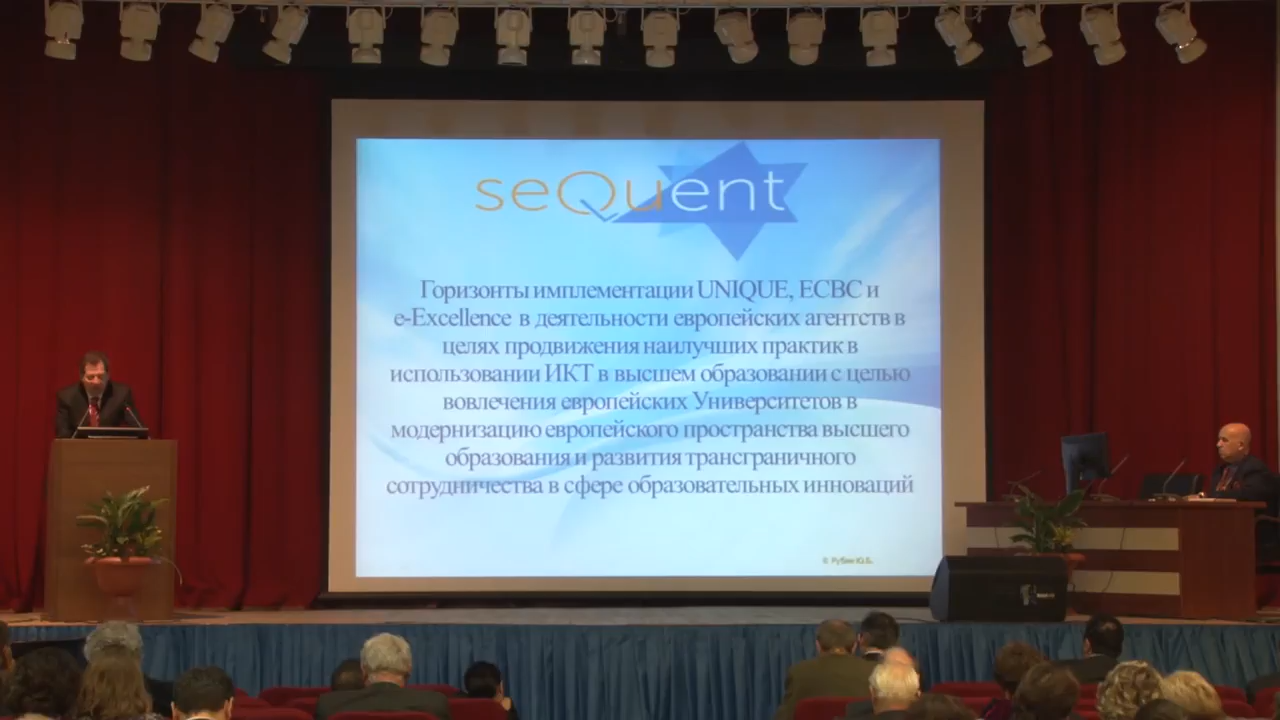 seQuent
Горизонты имплементации UNIQUE, ECBC и
e-Excellence в деятельности европейских агентств в
целях продвижения наилучших практик в
использовании ИКТ в высшем образовании с целью
вовлечения европейских Университетов в
модернизацию европейского пространства высшего
образования и развития трансграничного
сотрудничества в сфере образовательных инноваций
© Рубин Ю.Б.